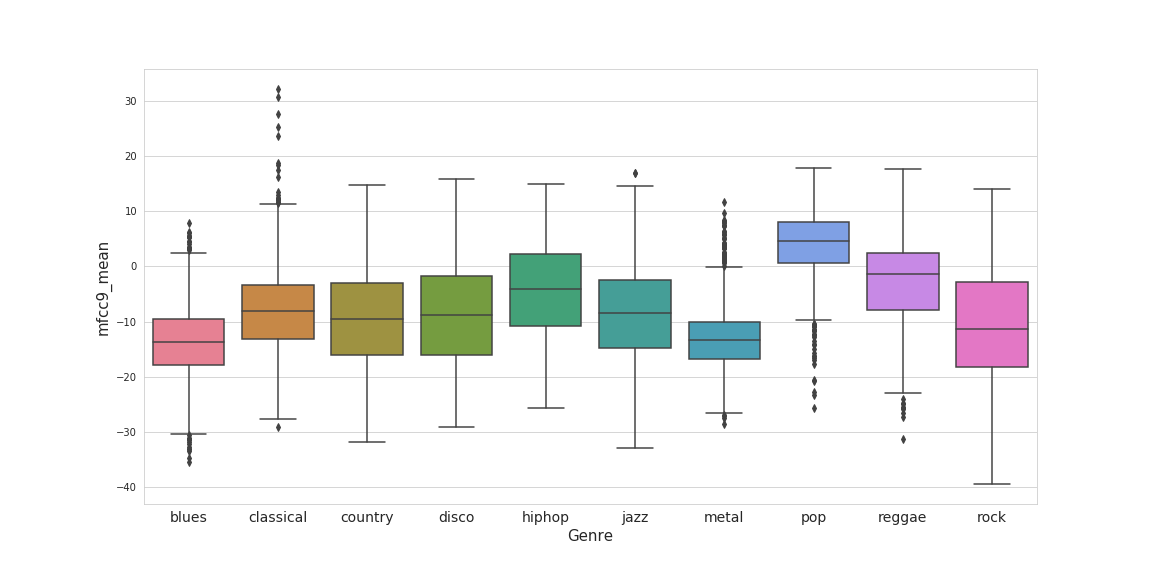 30
20
10
0
−10
−20
−30
−40
mfcc9_mean
blues classical country disco hiphop jazz metal pop reggae rock
Genre